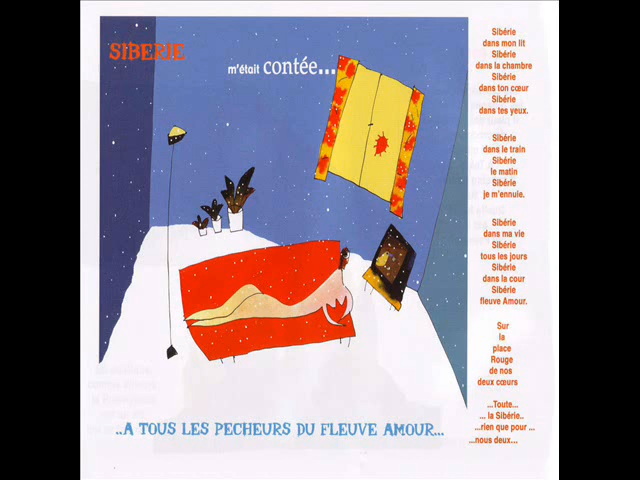 SIBERIE
m'était contée...
Sibérie
dans mon lit
Sibérie
dans la chambre
Sibérie
dans ton cœur
Sibérie
dans tes yeux.
Sibérie
dans le train
Sibérie
le matin
Sibérie
je m'ennuie.
Sibérie
dans ma vie
Sibérie
tous les jours
Sibérie
dans la cour
Sibérie
fleuve Amour.
Sur
la
place
Rouge
de nos
deux cœurs
...Toute...
... la Sibérie..
...rien que pour ...
...nous deux...
..A TOUS LES PECHEURS DU FLEUVE AMOUR...